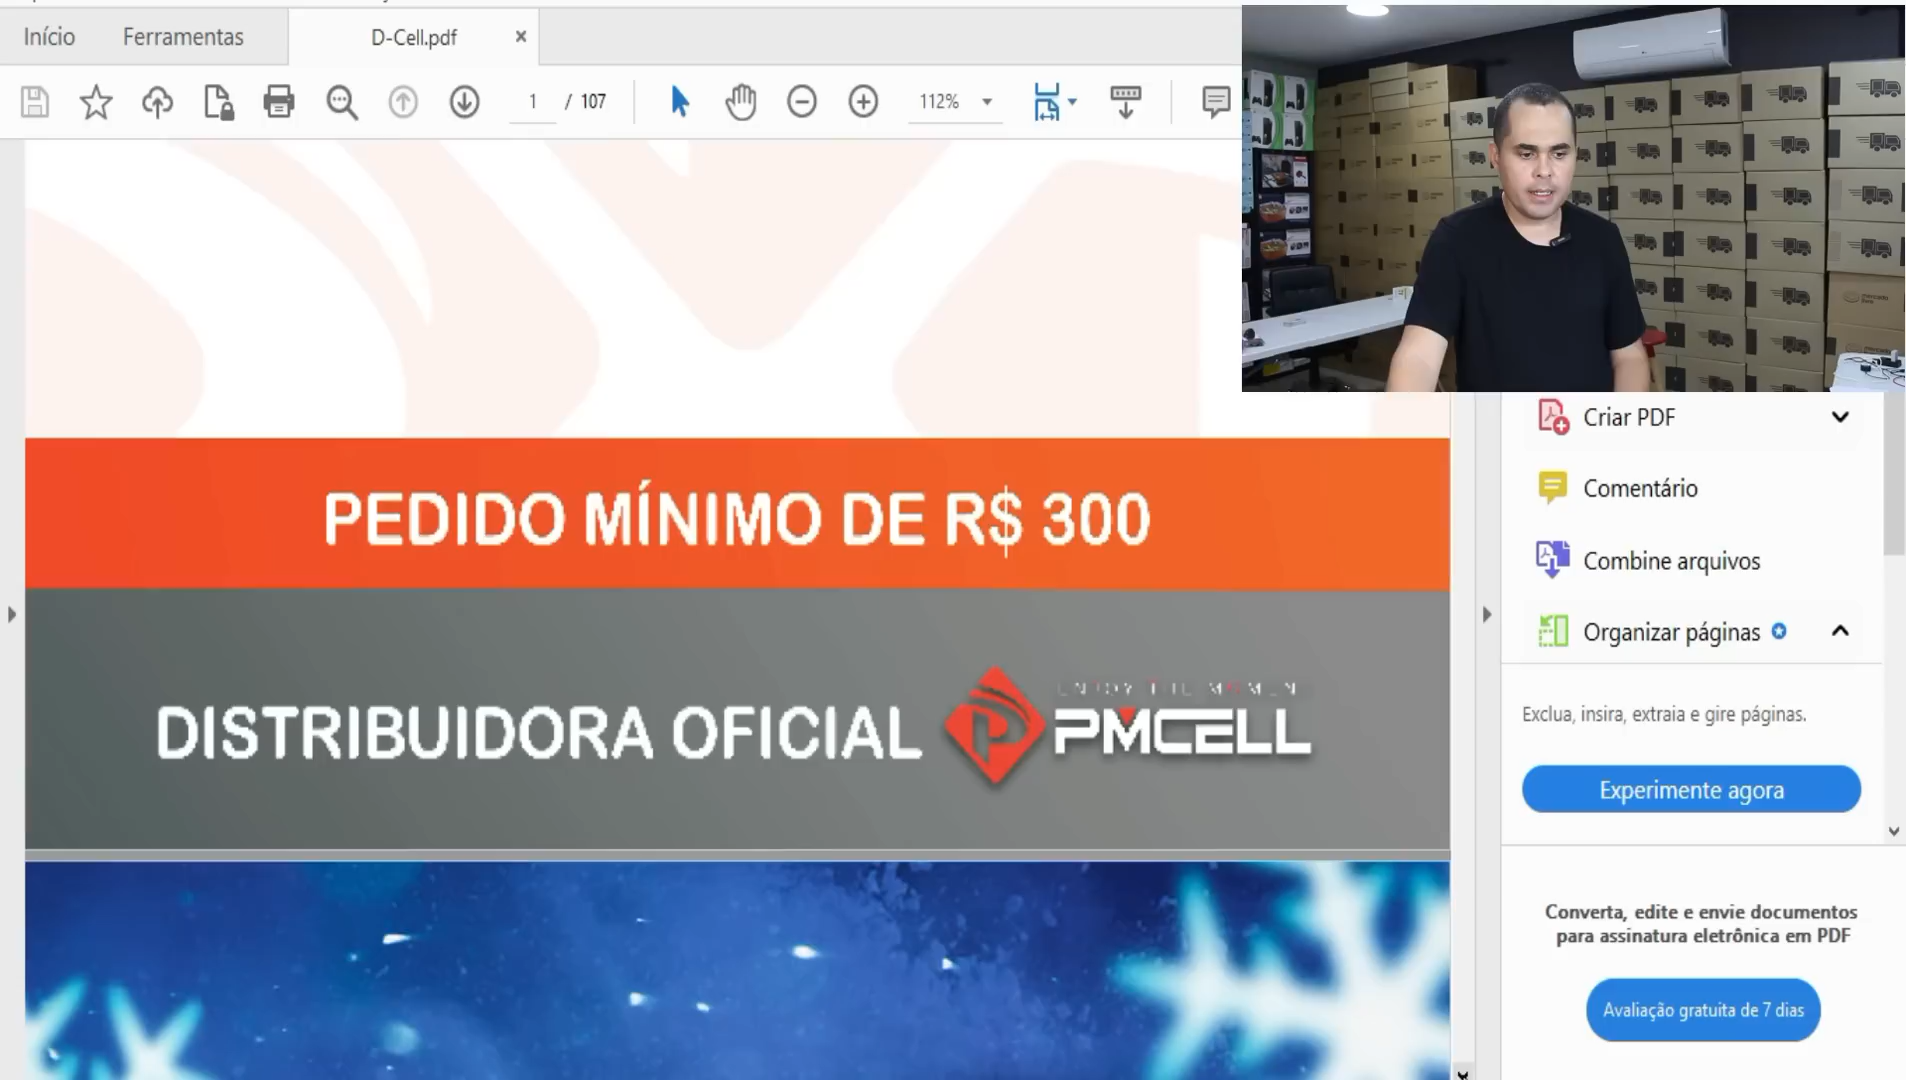 Início
Ferramentas
D-Cell.pdf
1 / 107
112%
PEDIDO MÍNIMO DE R$ 300
DISTRIBUIDORA OFICIAL
PMCELL
Criar PDF
Comentário
Combine arquivos
Organizar páginas
Exclua, insira, extraia e gire páginas.
Experimente agora
Converta, edite e envie documentos
para assinatura eletrônica em PDF
Avaliação gratuita de 7 dias